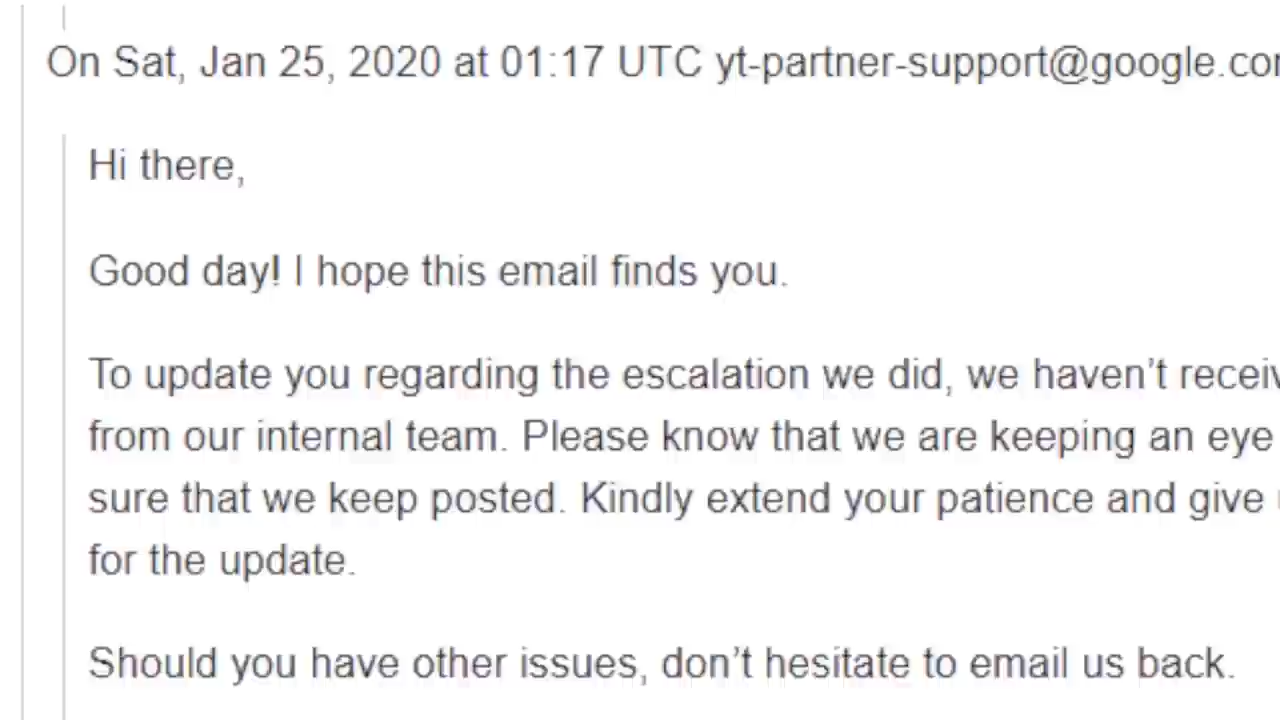 On Sat, Jan 25, 2020 at 01:17 UTC yt-partner-support@google.co
Hi there,
Good day! I hope this email finds you.
To update you regarding the escalation we did, we haven't
from our internal team. Please know that we are keeping an eye
sure that we keep posted. Kindly extend your patience and give
for the update.
Should you have other issues, don't hesitate to email us back.